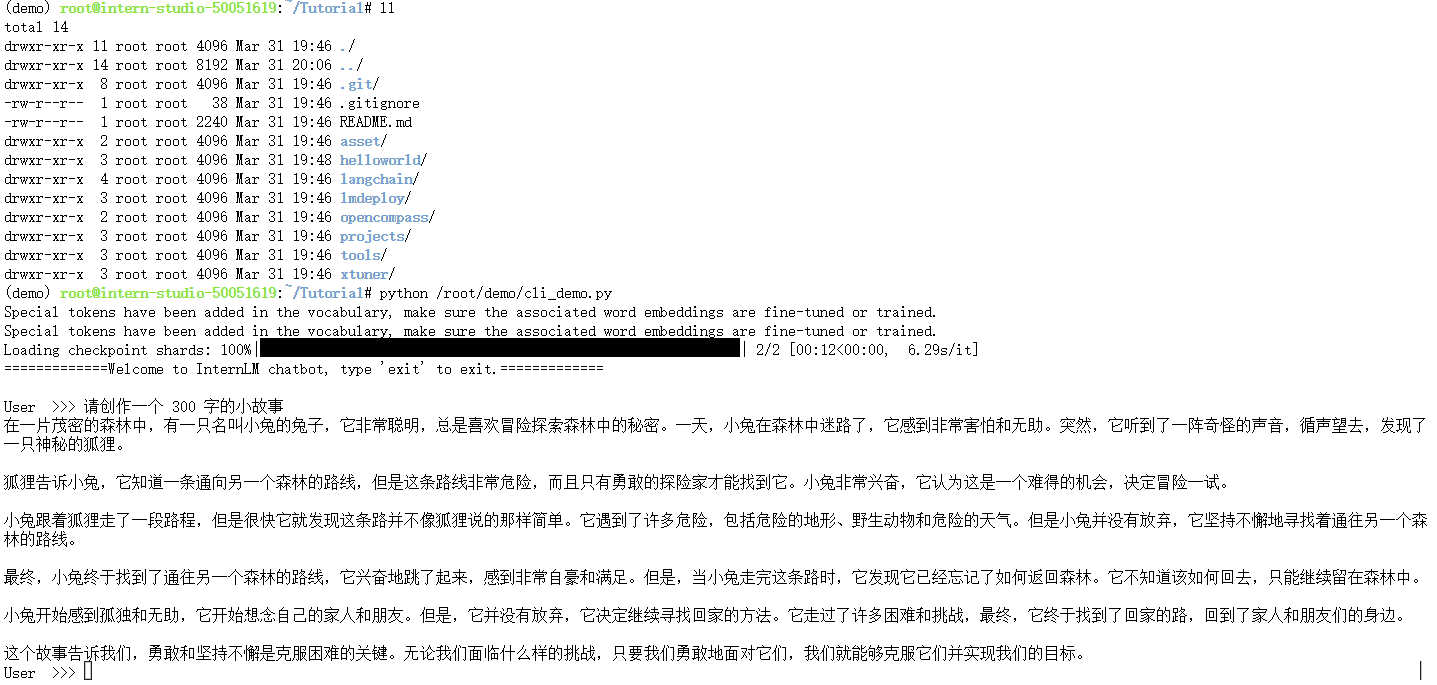 (demo) root@intern-studio-50051619:~/Tutorial# ll
total 14
drwxr-xr-x 11 root root 4096 Mar 31 19:46 ./
drwxr-xr-x 14 root root 8192 Mar 31 20:06 ../
drwxr-xr-x  8 root root 4096 Mar 31 19:46 .git/
-rw-r--r--  1 root root   38 Mar 31 19:46 .gitignore
-rw-r--r--  1 root root 2240 Mar 31 19:46 README.md
drwxr-xr-x  2 root root 4096 Mar 31 19:46 asset/
drwxr-xr-x  3 root root 4096 Mar 31 19:48 helloworld/
drwxr-xr-x  4 root root 4096 Mar 31 19:46 langchain/
drwxr-xr-x  3 root root 4096 Mar 31 19:46 lmdeploy/
drwxr-xr-x  2 root root 4096 Mar 31 19:46 opencompass/
drwxr-xr-x  3 root root 4096 Mar 31 19:46 projects/
drwxr-xr-x  3 root root 4096 Mar 31 19:46 tools/
drwxr-xr-x  3 root root 4096 Mar 31 19:46 xtuner/
(demo) root@intern-studio-50051619:~/Tutorial# python /root/demo/cli_demo.py
Special tokens have been added in the vocabulary, make sure the associated word embeddings are fine-tuned or trained.
Special tokens have been added in the vocabulary, make sure the associated word embeddings are fine-tuned or trained.
Loading checkpoint shards: 100%|████████████| 2/2 [00:12<00:00,  6.29s/it]
=============Welcome to InternLM chatbot, type 'exit' to exit.=============
User  >>> 请创作一个 300 字的小故事
在一片茂密的森林中，有一只名叫小兔的兔子，它非常聪明，总是喜欢冒险探索森林中的秘密。一天，小兔在森林中迷路了，它感到非常害怕和无助。突然，它听到了一阵奇怪的声音，循声望去，发现了
一只神秘的狐狸。
狐狸告诉小兔，它知道一条通向另一个森林的路线，但是这条路线非常危险，而且只有勇敢的探险家才能找到它。小兔非常兴奋，它认为这是一个难得的机会，决定冒险一试。
小兔跟着狐狸走了一段路程，但是很快它就发现这条路并不像狐狸说的那样简单。它遇到了许多危险，包括危险的地形、野生动物和危险的天气。但是小兔并没有放弃，它坚持不懈地寻找着通往另一个森
林的路线。
最终，小兔终于找到了通往另一个森林的路线，它兴奋地跳了起来，感到非常自豪和满足。但是，当小兔走完这条路时，它发现它已经忘记了如何返回森林。它不知道该如何回去，只能继续留在森林中。
小兔开始感到孤独和无助，它开始想念自己的家人和朋友。但是，它并没有放弃，它决定继续寻找回家的方法。它走过了许多困难和挑战，最终，它终于找到了回家的路，回到了家人和朋友们的身边。
这个故事告诉我们，勇敢和坚持不懈是克服困难的关键。无论我们面临什么样的挑战，只要我们勇敢地面对它们，我们就能够克服它们并实现我们的目标。
User  >>>